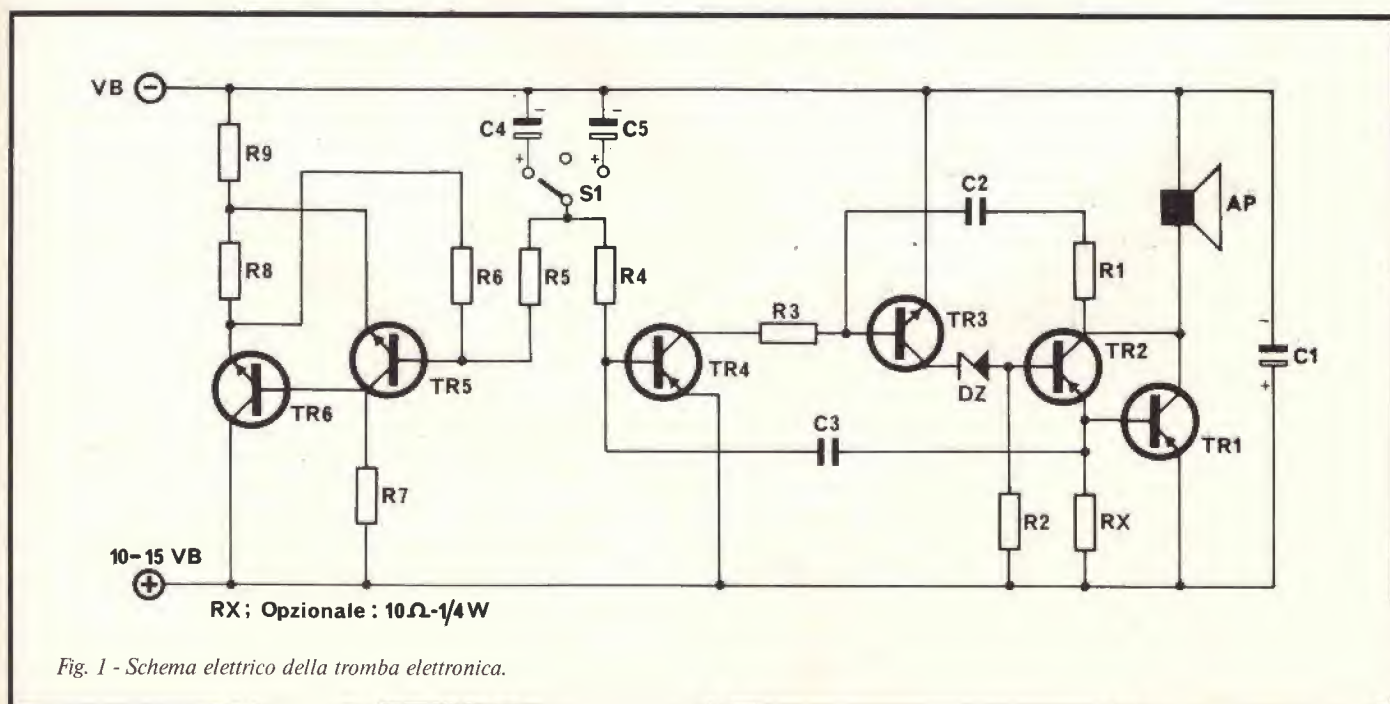 VB −
R9
C4
−
+
C5
−
+
S1
C2
AP
R8
R6
R5
R4
R1
R3
TR3
TR2
C1
−
+
TR6
TR5
TR4
DZ
TR1
C3
R7
R2
RX
10-15 VB
+
RX; Opzionale : 10Ω-1/4W
Fig. 1 - Schema elettrico della tromba elettronica.